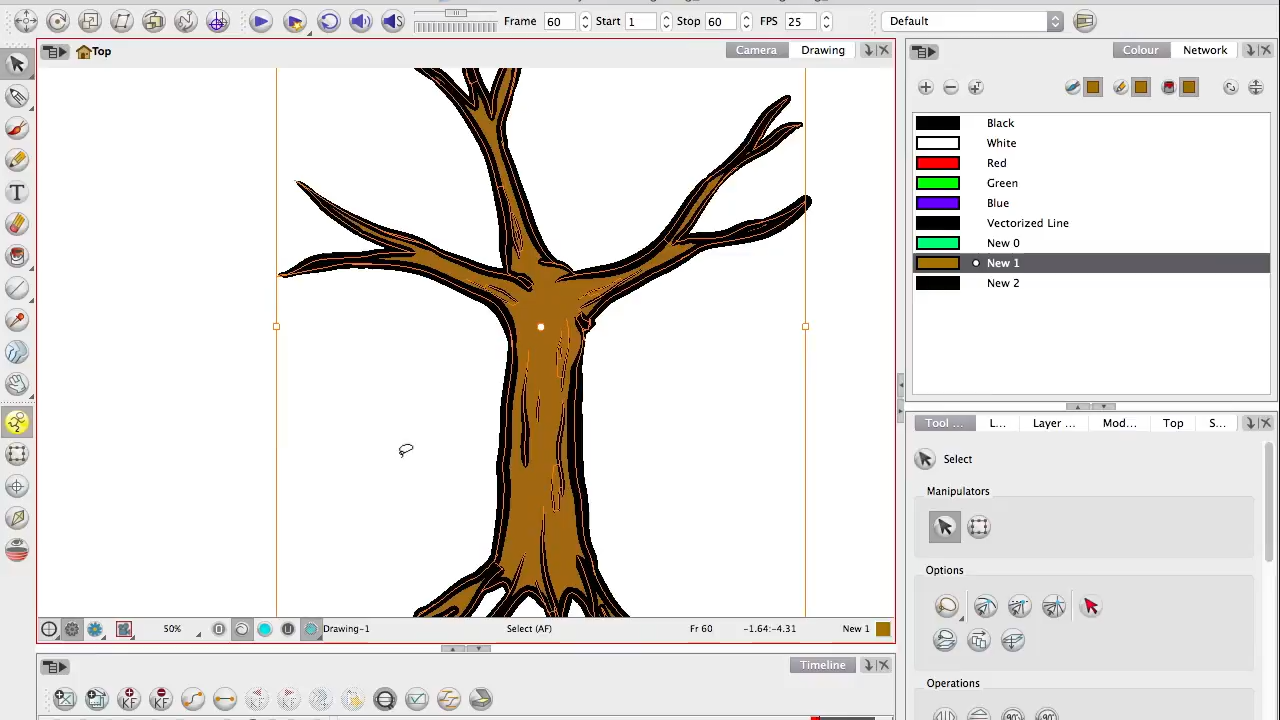 Frame 60 Start 1 Stop 60 FPS 25 Default
Top Camera Drawing
Colour Network
Black
White
Red
Green
Blue
Vectorized Line
New 0
New 1
New 2
Tool ... L... Layer ... Mod... Top S...
Select
Manipulators
Options
Operations
50% Drawing-1 Select (AF) Fr 60 -1.64:-4.31 New 1
Timeline
KF KF